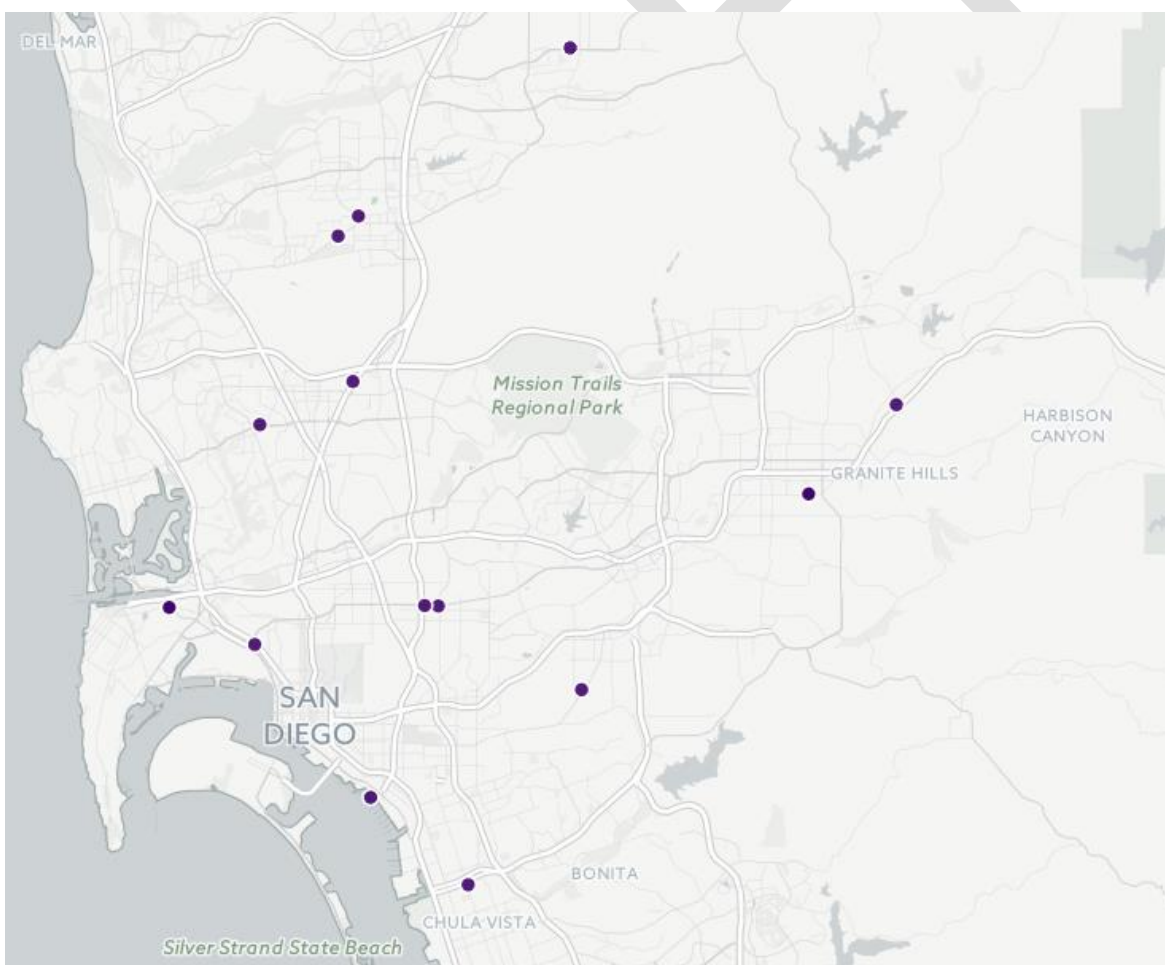 DEL MAR
Mission Trails
Regional Park
HARBISON
CANYON
GRANITE HILLS
SAN
DIEGO
BONITA
CHULA VISTA
Silver Strand State Beach